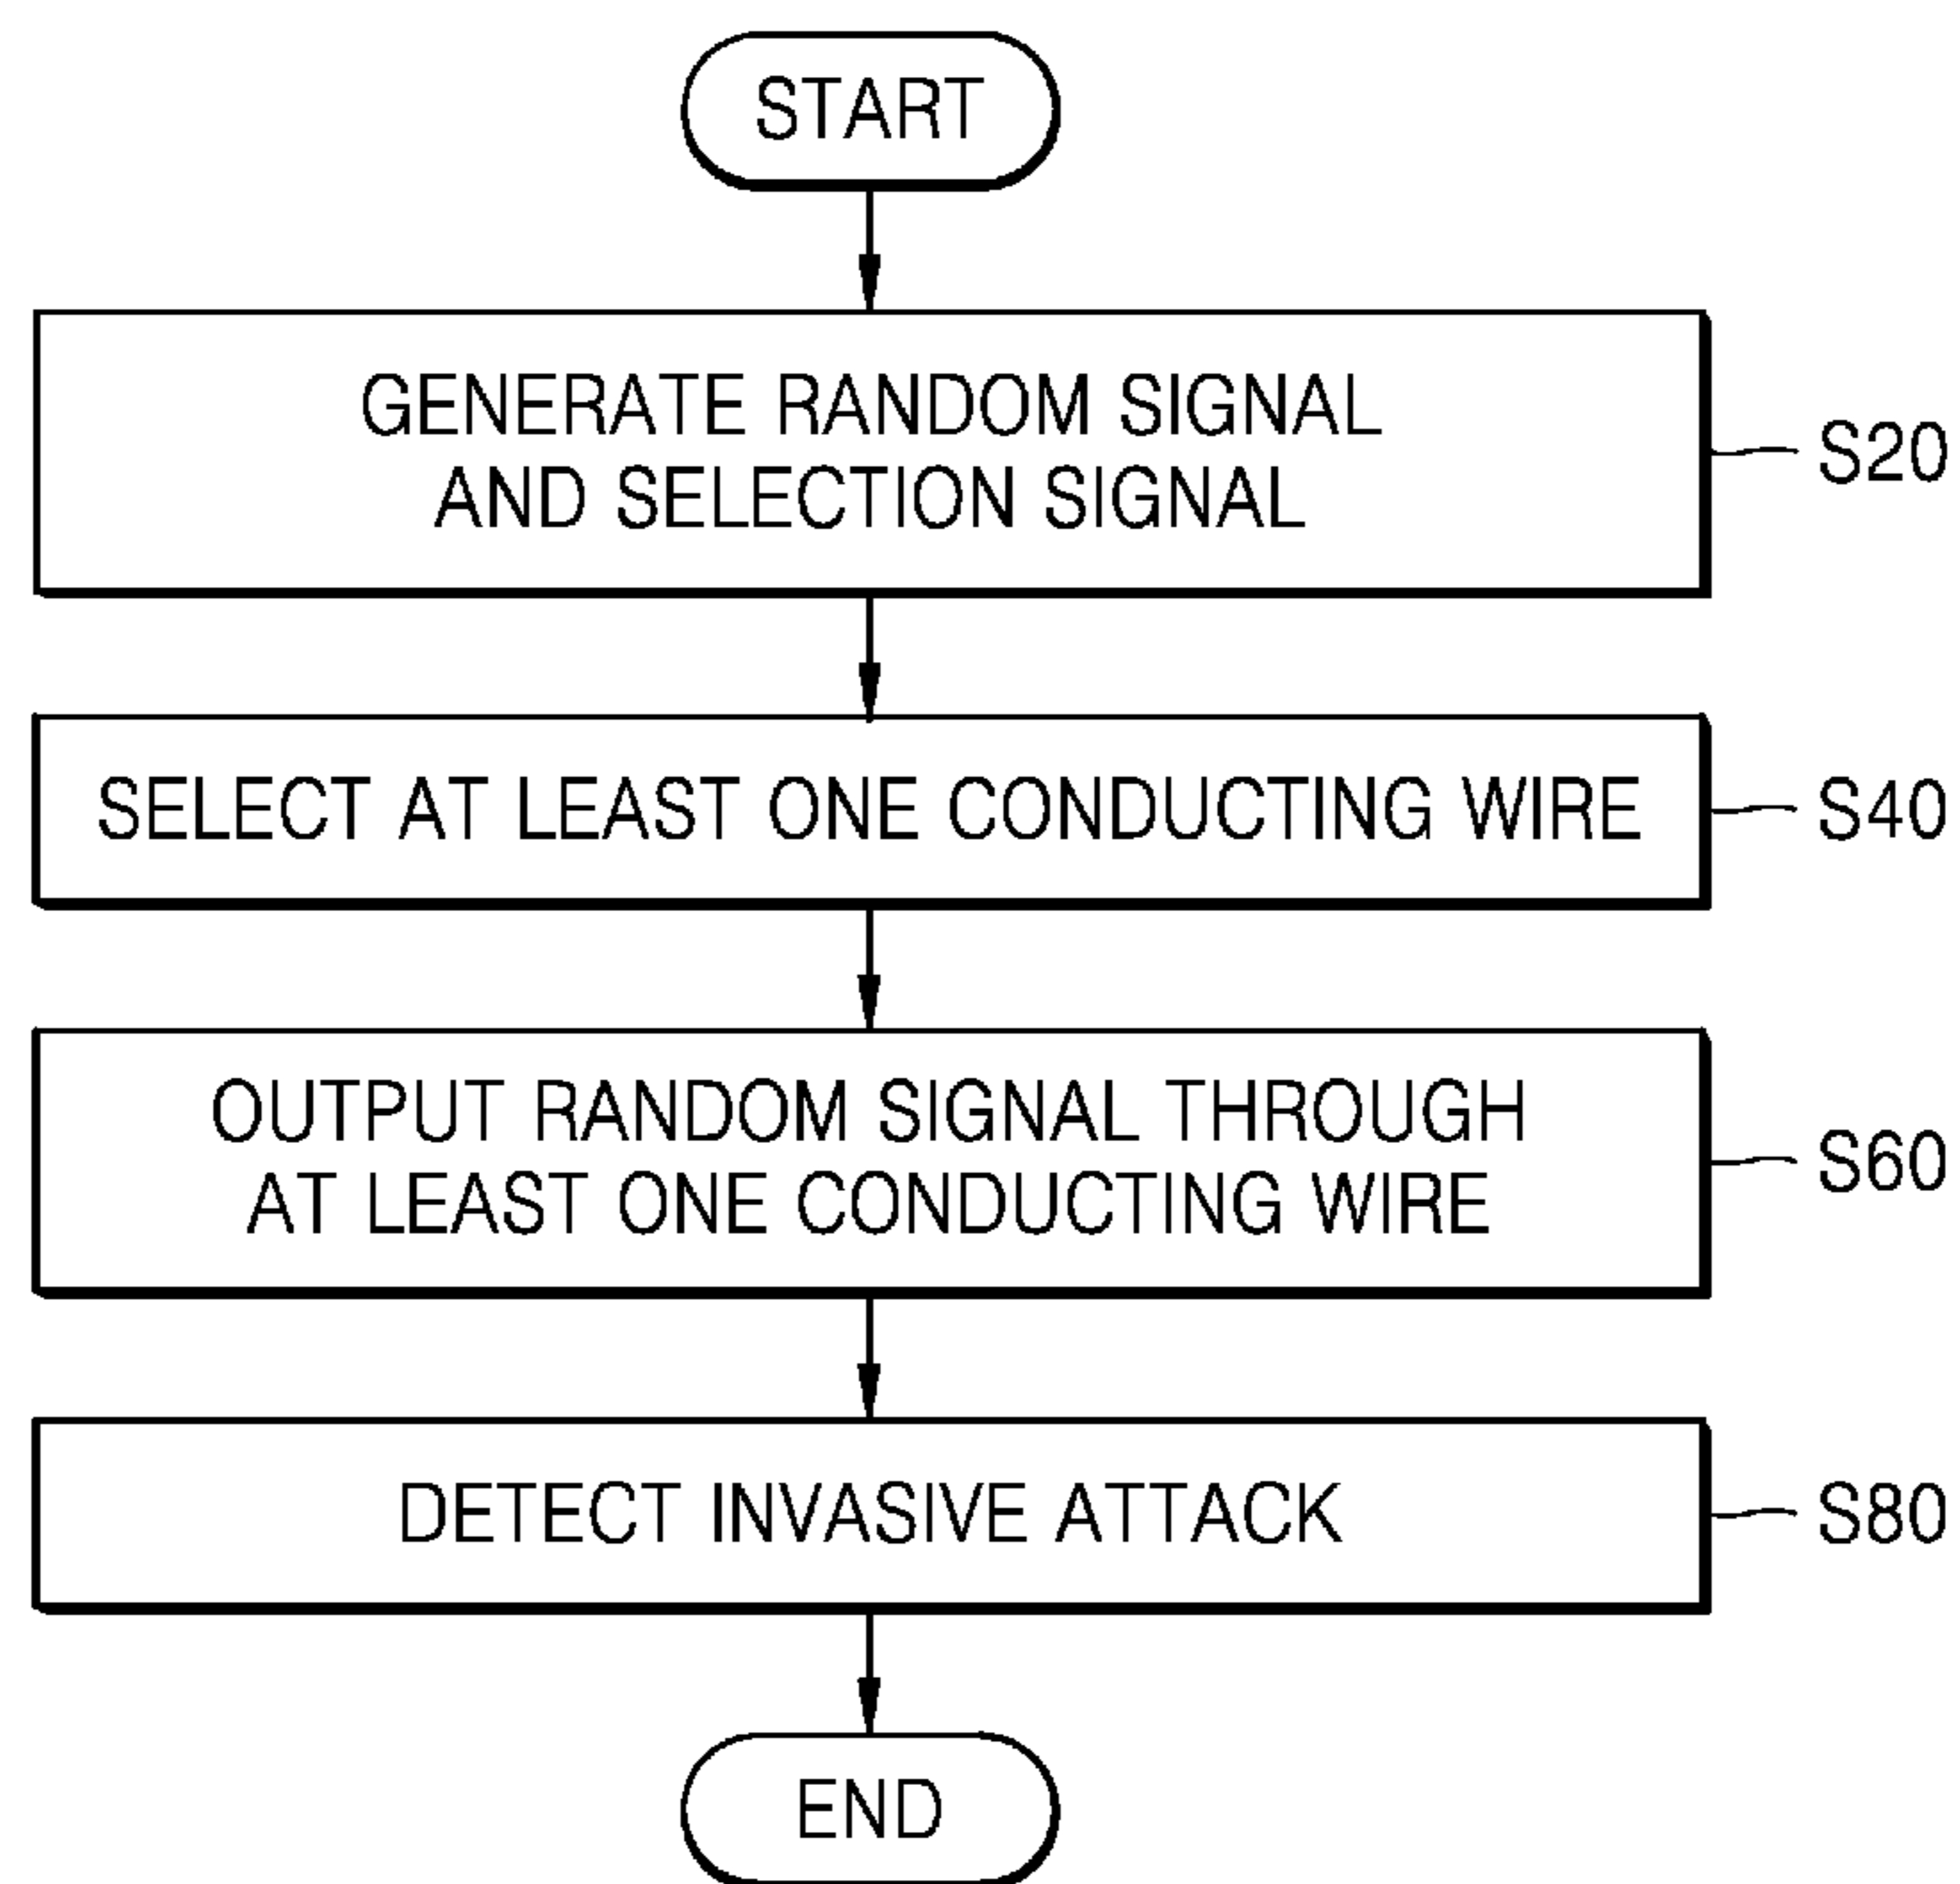 START
GENERATE RANDOM SIGNAL
AND SELECTION SIGNAL
S20
SELECT AT LEAST ONE CONDUCTING WIRE
S40
OUTPUT RANDOM SIGNAL THROUGH
AT LEAST ONE CONDUCTING WIRE
S60
DETECT INVASIVE ATTACK
S80
END